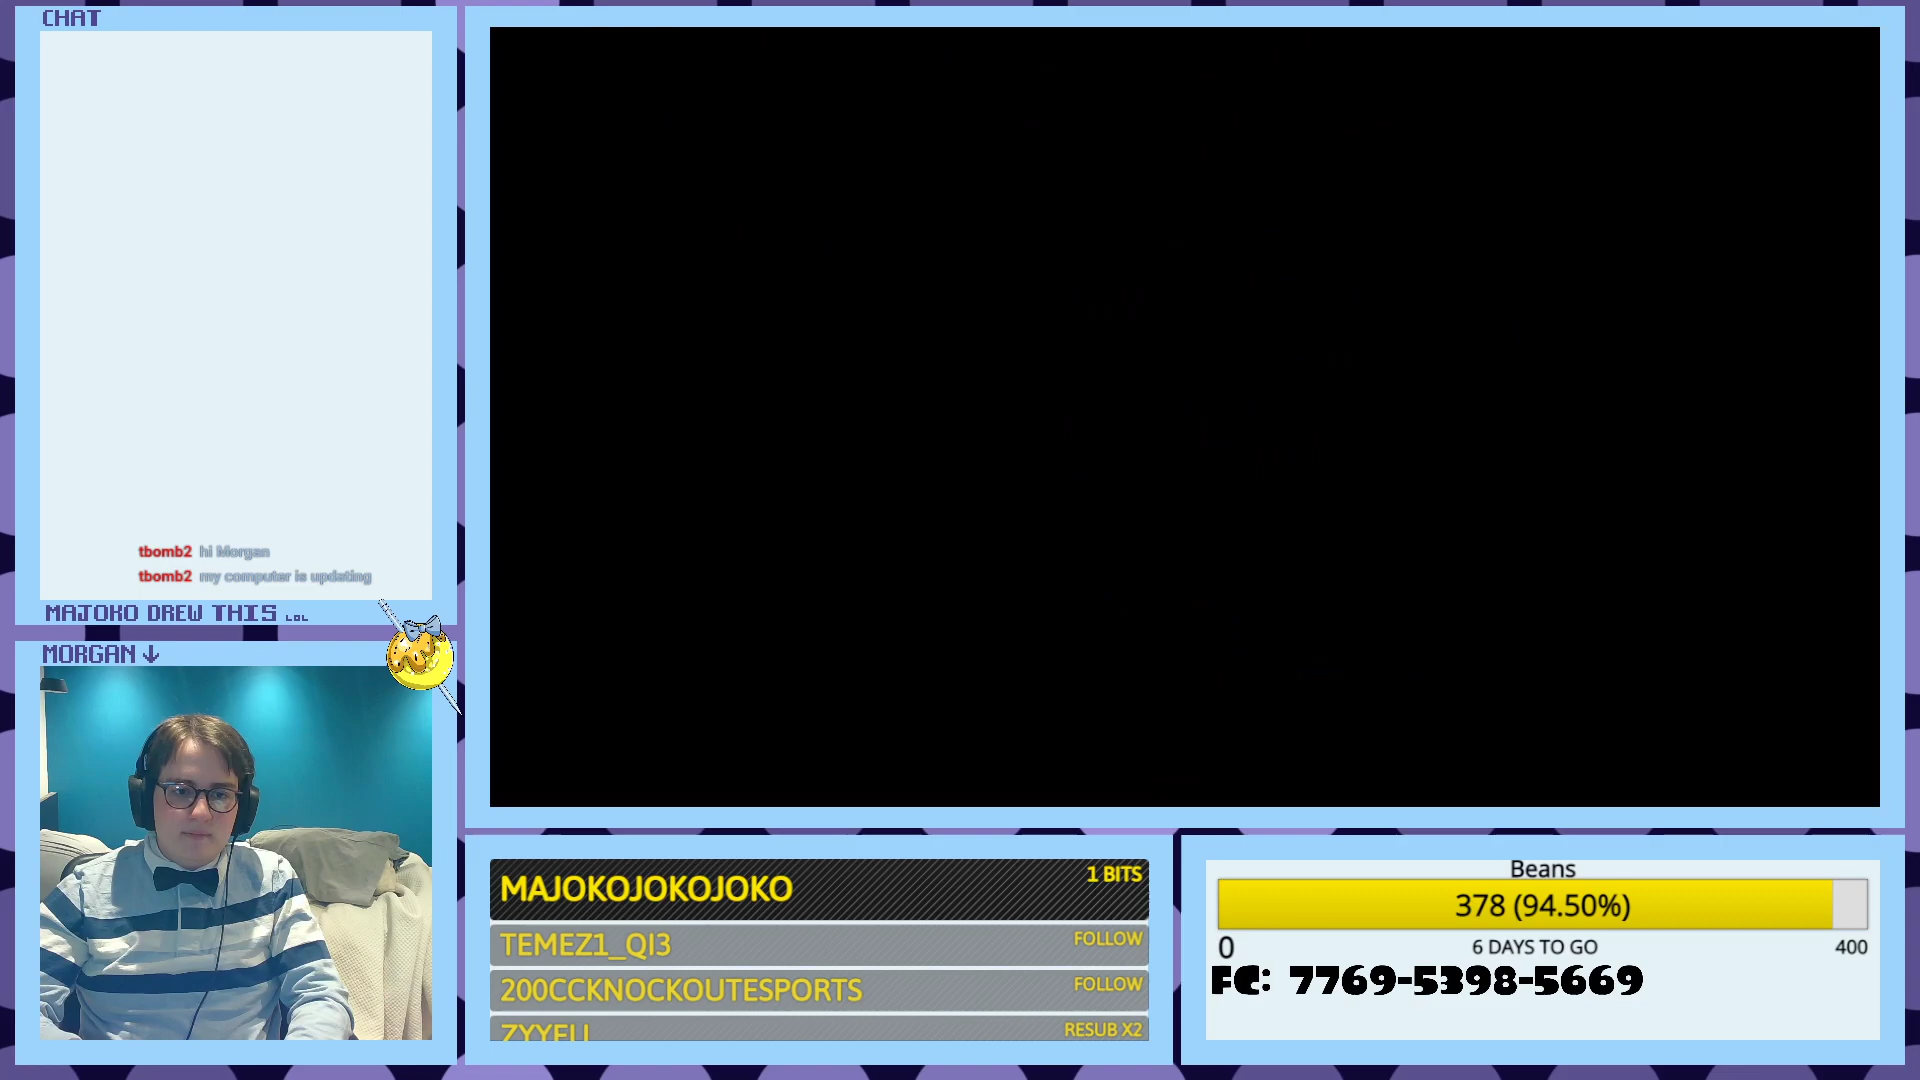 CHAT
tbomb2 hi Morgan
tbomb2 my computer is updating
MAJOKO DREW THIS LOL
MORGAN ↓
MAJOKOJOKOJOKO 1 BITS
TEMEZ1_QI3 FOLLOW
200CCKNOCKOUTESPORTS FOLLOW
RESUB X2
Beans
378 (94.50%)
0 6 DAYS TO GO 400
FC: 7769-5398-5669